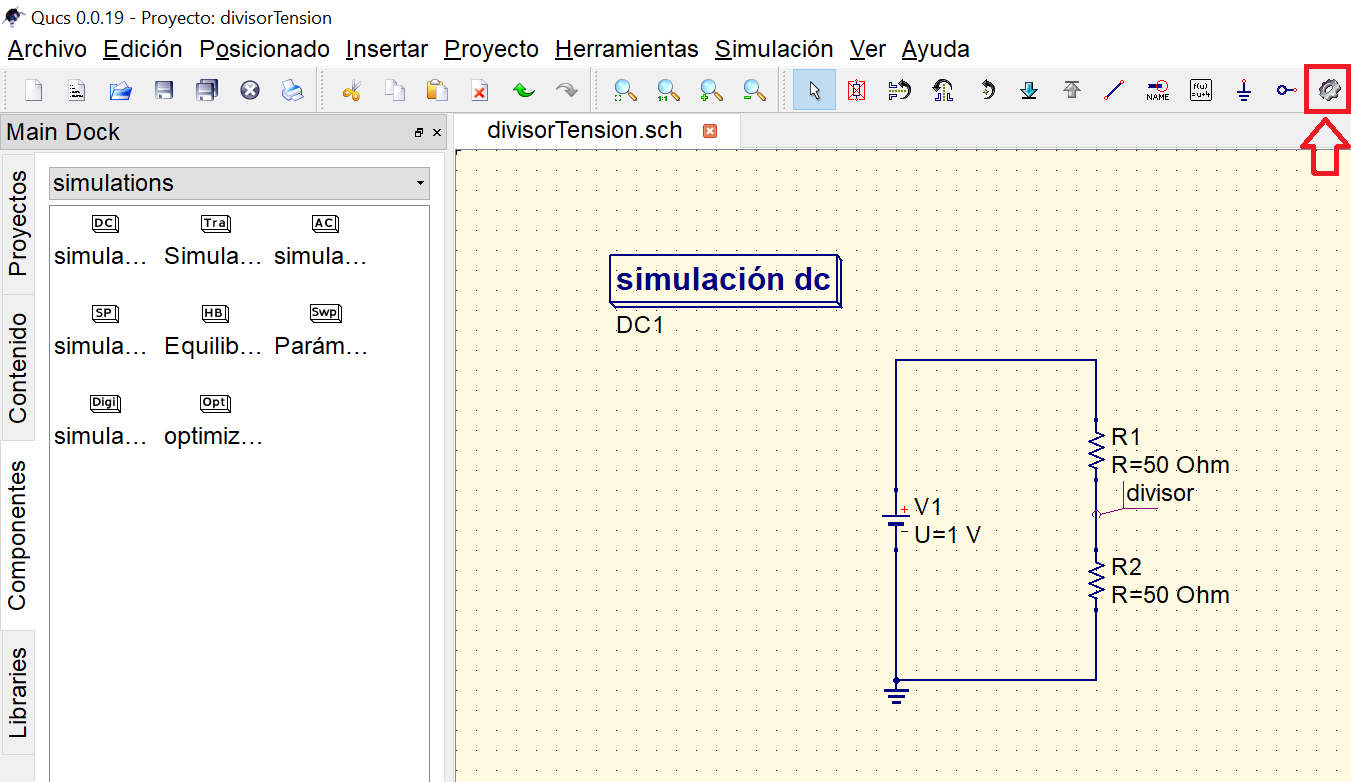 Qucs 0.0.19 - Proyecto: divisorTension
Archivo Edición Posicionado Insertar Proyecto Herramientas Simulación Ver Ayuda
1:1
NAME
f(u)
ω+k
Main Dock
divisorTension.sch
Proyectos
Contenido
Componentes
Libraries
simulations
DC Tra AC
simula... Simula... simula...
SP HB Swp
simula... Equilib... Parám...
Digi Opt
simula... optimiz...
simulación dc
DC1
R1
R=50 Ohm
divisor
+ V1
- U=1 V
R2
R=50 Ohm